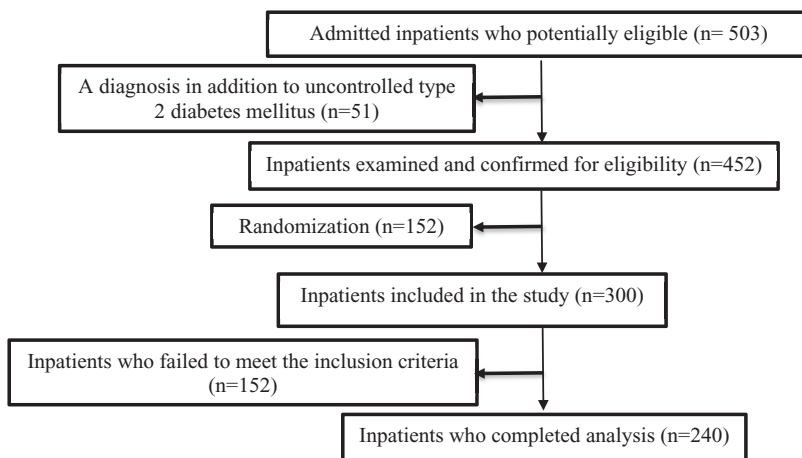 Admitted inpatients who potentially eligible (n= 503)
A diagnosis in addition to uncontrolled type
2 diabetes mellitus (n=51)
Inpatients examined and confirmed for eligibility (n=452)
Randomization (n=152)
Inpatients included in the study (n=300)
Inpatients who failed to meet the inclusion criteria
(n=152)
Inpatients who completed analysis (n=240)